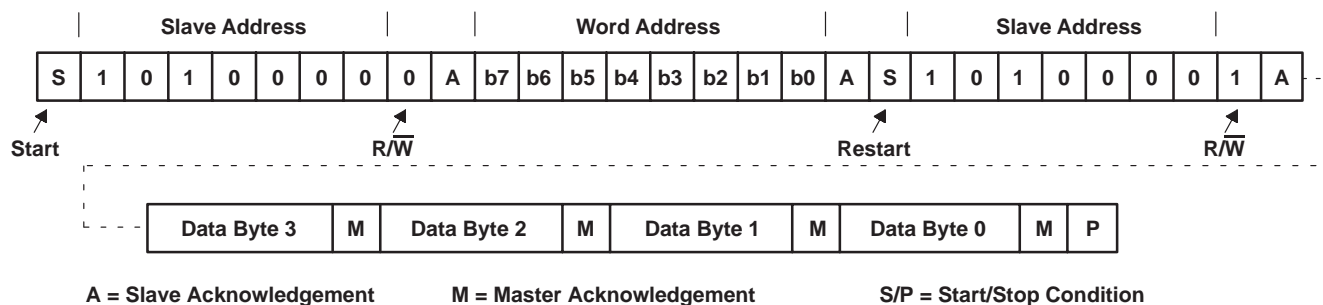 Slave Address Word Address Slave Address
S 1 0 1 0 0 0 0 0 A b7 b6 b5 b4 b3 b2 b1 b0 A S 1 0 1 0 0 0 0 1 A
Start R/W̅ Restart R/W̅
Data Byte 3 M Data Byte 2 M Data Byte 1 M Data Byte 0 M P
A = Slave Acknowledgement M = Master Acknowledgement S/P = Start/Stop Condition